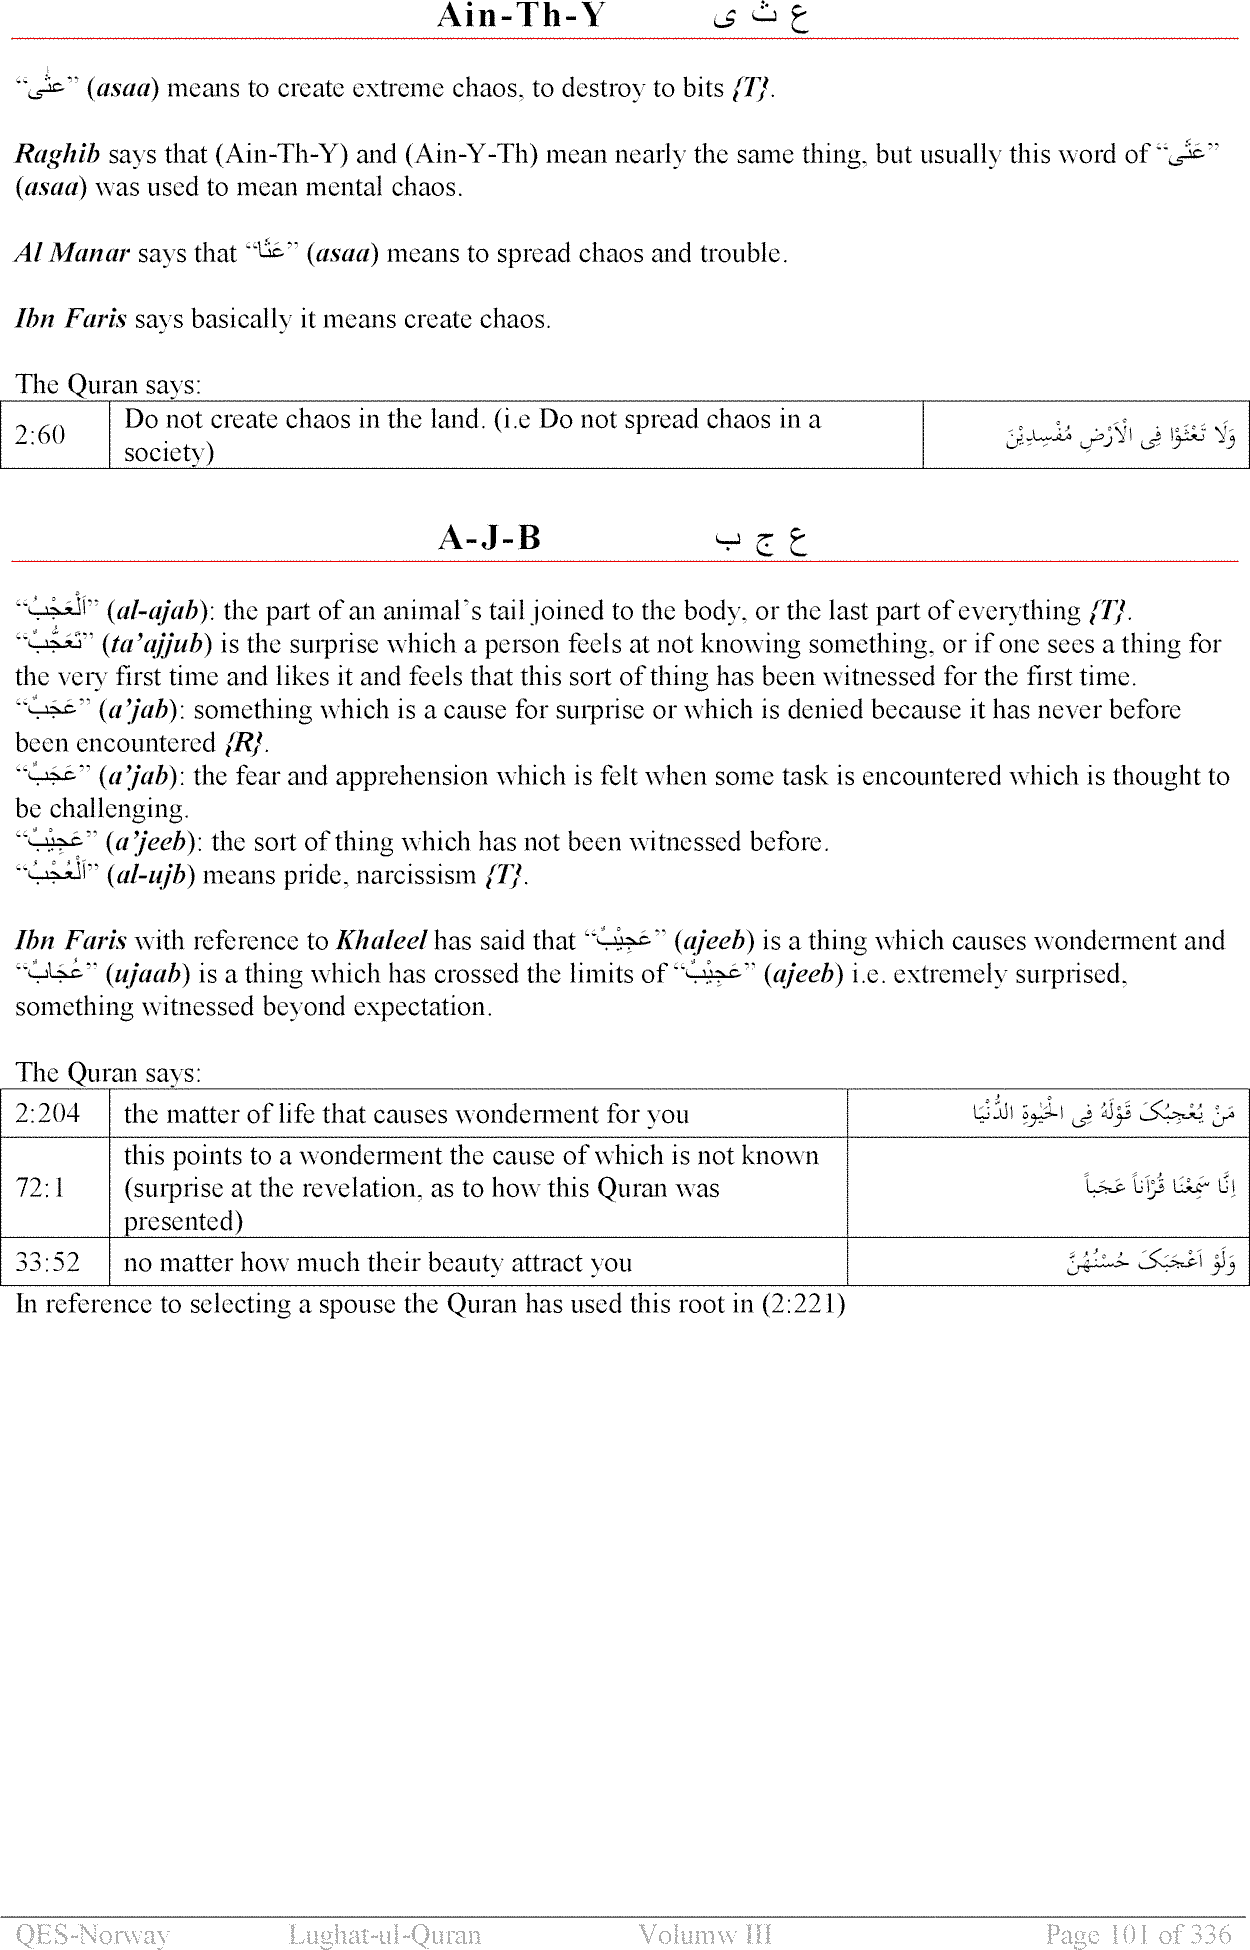 Ain-Th-Y ع ث ی
“عثٰی” (asaa) means to create extreme chaos, to destroy to bits {T}.
Raghib says that (Ain-Th-Y) and (Ain-Y-Th) mean nearly the same thing, but usually this word of “عَثٰی”
(asaa) was used to mean mental chaos.
Al Manar says that “عَثَا” (asaa) means to spread chaos and trouble.
Ibn Faris says basically it means create chaos.
The Quran says:
2:60 Do not create chaos in the land. (i.e Do not spread chaos in a
society) وَلَا تَعْثَوْا فِی الْاَرْضِ مُفْسِدِیْنَ
A-J-B ع ج ب
“اَلْعَجْبُ” (al-ajab): the part of an animal’s tail joined to the body, or the last part of everything {T}.
“تَعَجُّبٌ” (ta’ajjub) is the surprise which a person feels at not knowing something, or if one sees a thing for
the very first time and likes it and feels that this sort of thing has been witnessed for the first time.
“عَجَبٌ” (a’jab): something which is a cause for surprise or which is denied because it has never before
been encountered {R}.
“عَجَبٌ” (a’jab): the fear and apprehension which is felt when some task is encountered which is thought to
be challenging.
“عَجِیْبٌ” (a’jeeb): the sort of thing which has not been witnessed before.
“اَلْعُجْبُ” (al-ujb) means pride, narcissism {T}.
Ibn Faris with reference to Khaleel has said that “عَجِیْبٌ” (ajeeb) is a thing which causes wonderment and
“عُجَابٌ” (ujaab) is a thing which has crossed the limits of “عَجِیْبٌ” (ajeeb) i.e. extremely surprised,
something witnessed beyond expectation.
The Quran says:
2:204 the matter of life that causes wonderment for you مَنْ یُعْجِبُکَ قَوْلُهُ فِی الْحَیٰوةِ الدُّنْیَا
this points to a wonderment the cause of which is not known
72:1 (surprise at the revelation, as to how this Quran was اِنَّا سَمِعْنَا قُرْآناً عَجَباً
presented)
33:52 no matter how much their beauty attract you وَلَوْ اَعْجَبَکَ حُسْنُهُنَّ
In reference to selecting a spouse the Quran has used this root in (2:221)
QES-Norway Lughat-ul-Quran Volumw III Page 101 of 336